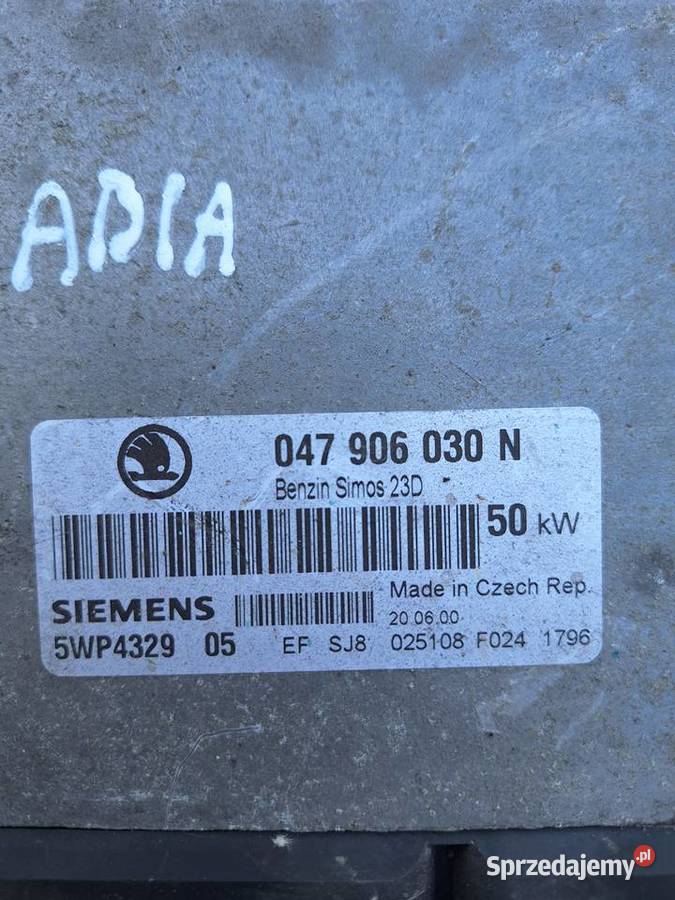 ADIA
047 906 030 N
Benzin Simos 23D
50 kW
Made in Czech Rep.
SIEMENS
20.06.00
5WP4329 05 EF SJ8 025108 F024 1796
Sprzedajemy.pl